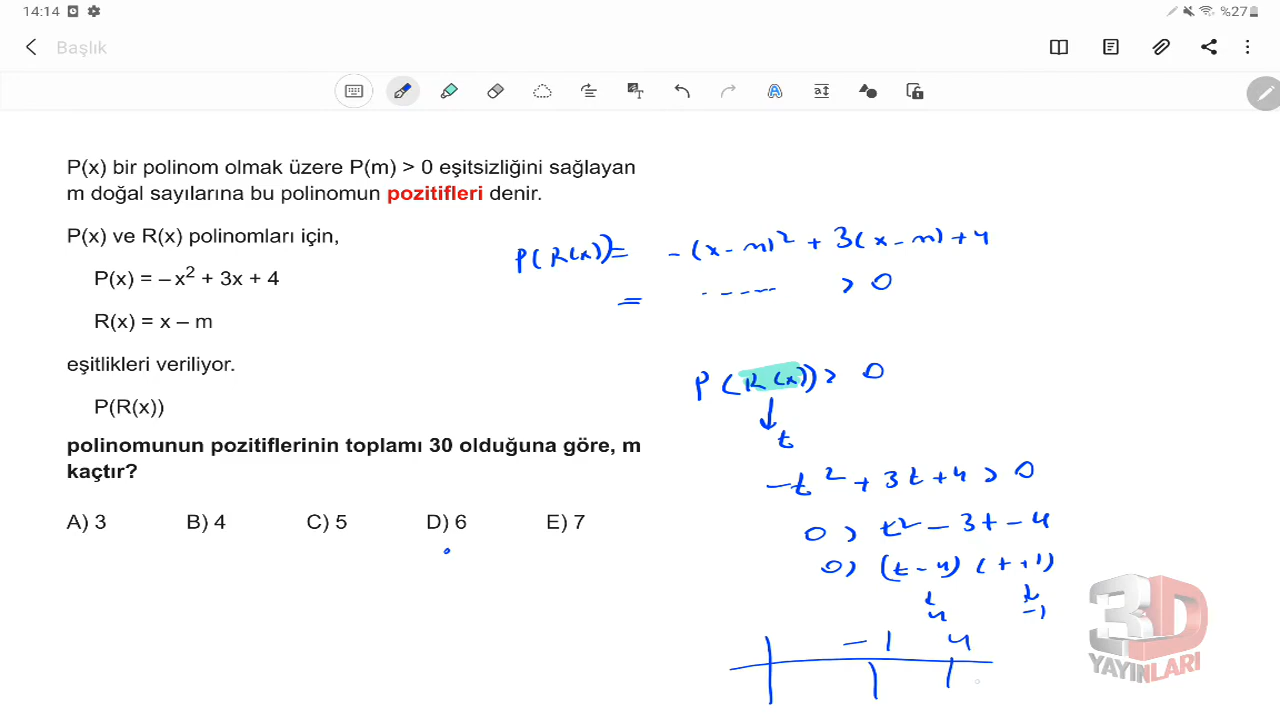 14:14
%27
Başlık
P(x) bir polinom olmak üzere P(m) > 0 eşitsizliğini sağlayan
m doğal sayılarına bu polinomun pozitifleri denir.
P(x) ve R(x) polinomları için,
P(x) = –x² + 3x + 4
R(x) = x – m
eşitlikleri veriliyor.
P(R(x))
polinomunun pozitiflerinin toplamı 30 olduğuna göre, m
kaçtır?
A) 3 B) 4 C) 5 D) 6 E) 7
P(R(x)) = -(x-m)² + 3(x-m)+4
= ...... > 0
P(R(x)) > 0
t
-t² + 3t+4 > 0
0 > t² - 3t - 4
0 > (t-4) (t+1)
4 -1
-1 4
3D
YAYINLARI